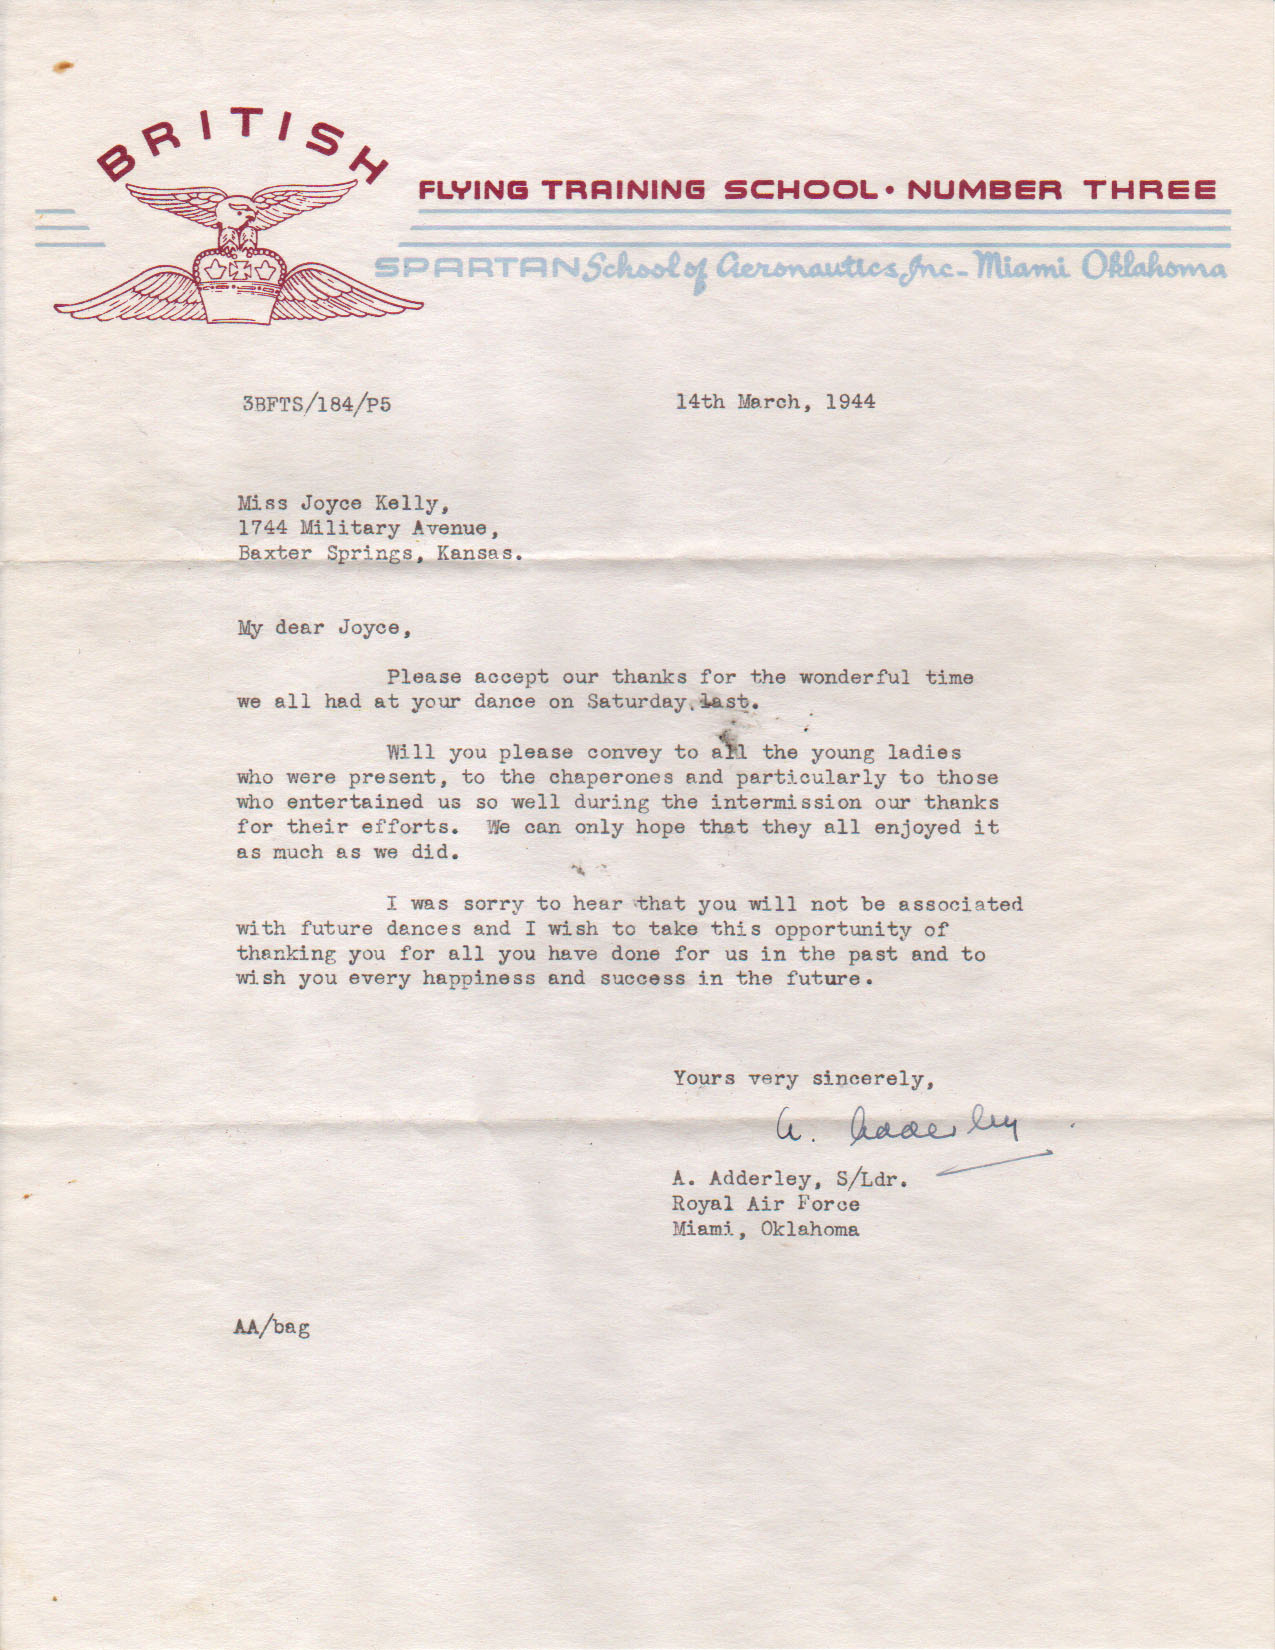 BRITISH
FLYING TRAINING SCHOOL • NUMBER THREE
SPARTAN School of Aeronautics, Inc - Miami Oklahoma
3BFTS/184/P5
14th March, 1944
Miss Joyce Kelly,
1744 Military Avenue,
Baxter Springs, Kansas.
My dear Joyce,
Please accept our thanks for the wonderful time
we all had at your dance on Saturday, last.
Will you please convey to all the young ladies
who were present, to the chaperones and particularly to those
who entertained us so well during the intermission our thanks
for their efforts. We can only hope that they all enjoyed it
as much as we did.
I was sorry to hear that you will not be associated
with future dances and I wish to take this opportunity of
thanking you for all you have done for us in the past and to
wish you every happiness and success in the future.
Yours very sincerely,
A. Adderley
A. Adderley, S/Ldr.
Royal Air Force
Miami, Oklahoma
AA/bag